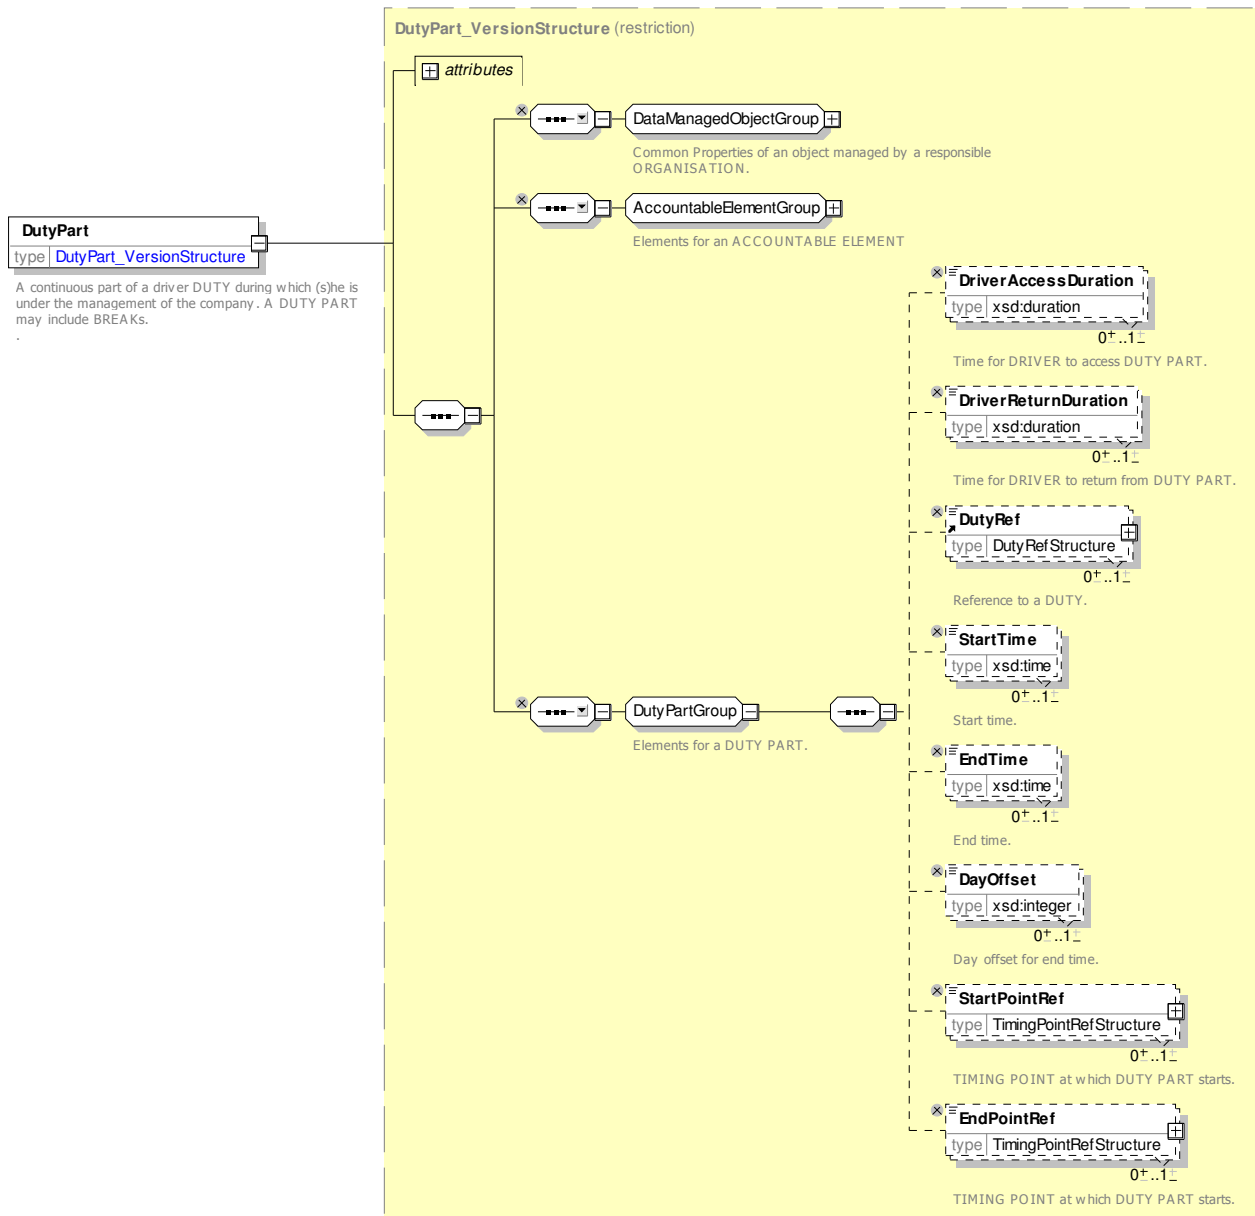 DutyPart_VersionStructure (restriction)
attributes
DataManagedObjectGroup
Common Properties of an object managed by a responsible
ORGANISATION.
AccountableElementGroup
Elements for an ACCOUNTABLE ELEMENT
DutyPart
type DutyPart_VersionStructure
A continuous part of a driver DUTY during which (s)he is
under the management of the company. A DUTY PART
may include BREAKs.
.
DriverAccessDuration
type xsd:duration
0..1
Time for DRIVER to access DUTY PART.
DriverReturnDuration
type xsd:duration
0..1
Time for DRIVER to return from DUTY PART.
DutyRef
type DutyRefStructure
0..1
Reference to a DUTY.
StartTime
type xsd:time
0..1
Start time.
DutyPartGroup
Elements for a DUTY PART.
EndTime
type xsd:time
0..1
End time.
DayOffset
type xsd:integer
0..1
Day offset for end time.
StartPointRef
type TimingPointRefStructure
0..1
TIMING POINT at which DUTY PART starts.
EndPointRef
type TimingPointRefStructure
0..1
TIMING POINT at which DUTY PART starts.